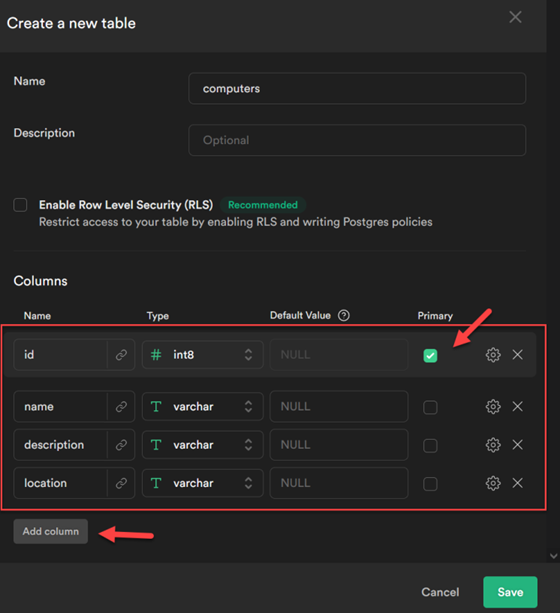 Create a new table
Name
computers
Description
Optional
Enable Row Level Security (RLS) Recommended
Restrict access to your table by enabling RLS and writing Postgres policies
Columns
Name Type Default Value ? Primary
id # int8 NULL
name T varchar NULL
description T varchar NULL
location T varchar NULL
Add column
Cancel Save